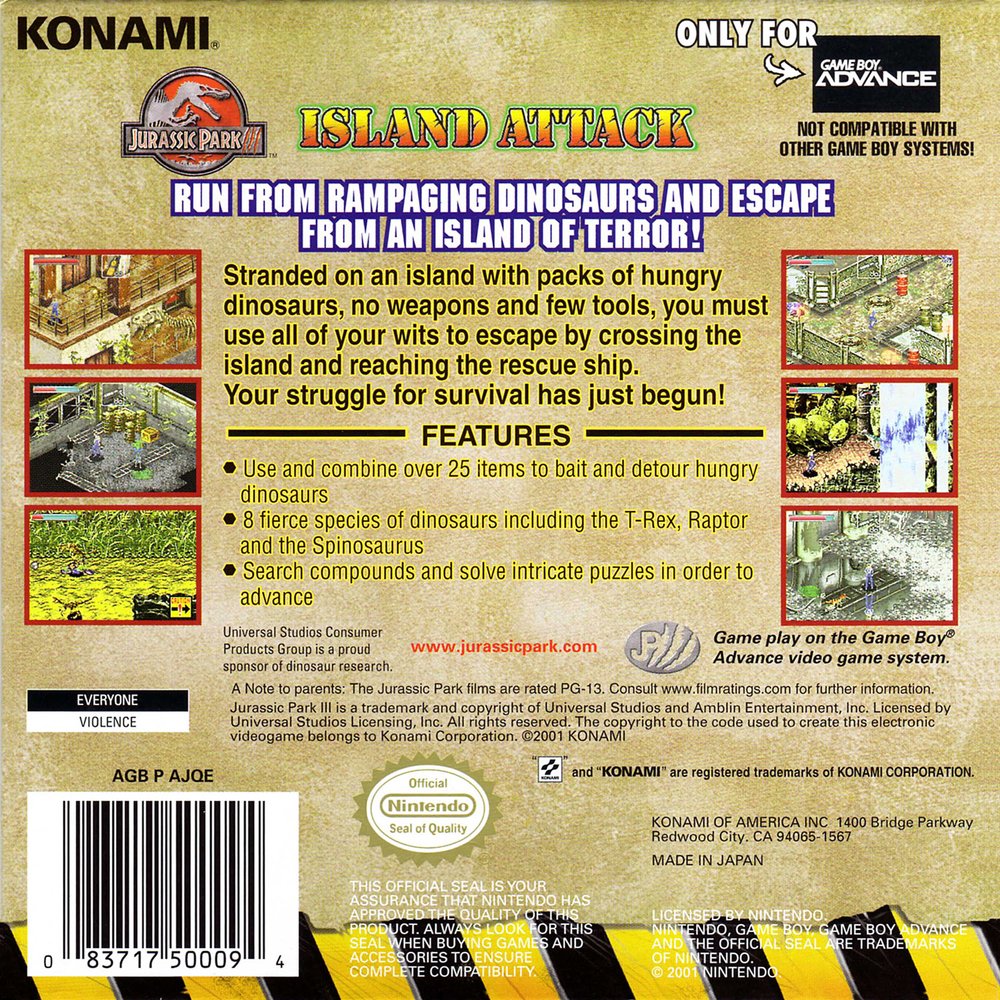 KONAMI®
ONLY FOR
GAME BOY
ADVANCE
NOT COMPATIBLE WITH
OTHER GAME BOY SYSTEMS!
JURASSIC PARK III™
ISLAND ATTACK
RUN FROM RAMPAGING DINOSAURS AND ESCAPE
FROM AN ISLAND OF TERROR!
Stranded on an island with packs of hungry
dinosaurs, no weapons and few tools, you must
use all of your wits to escape by crossing the
island and reaching the rescue ship.
Your struggle for survival has just begun!
FEATURES
• Use and combine over 25 items to bait and detour hungry
dinosaurs
• 8 fierce species of dinosaurs including the T-Rex, Raptor
and the Spinosaurus
• Search compounds and solve intricate puzzles in order to
advance
Universal Studios Consumer
Products Group is a proud
sponsor of dinosaur research.
www.jurassicpark.com
JP///
Game play on the Game Boy®
Advance video game system.
A Note to parents: The Jurassic Park films are rated PG-13. Consult www.filmratings.com for further information.
Jurassic Park III is a trademark and copyright of Universal Studios and Amblin Entertainment, Inc. Licensed by
Universal Studios Licensing, Inc. All rights reserved. The copyright to the code used to create this electronic
videogame belongs to Konami Corporation. ©2001 KONAMI
EVERYONE
VIOLENCE
"KONAMI" and "KONAMI" are registered trademarks of KONAMI CORPORATION.
AGB P AJQE
Official
Nintendo
Seal of Quality
KONAMI OF AMERICA INC 1400 Bridge Parkway
Redwood City. CA 94065-1567
MADE IN JAPAN
THIS OFFICIAL SEAL IS YOUR
ASSURANCE THAT NINTENDO HAS
APPROVED THE QUALITY OF THIS
PRODUCT. ALWAYS LOOK FOR THIS
SEAL WHEN BUYING GAMES AND
ACCESSORIES TO ENSURE
COMPLETE COMPATIBILITY.
LICENSED BY NINTENDO.
NINTENDO, GAME BOY, GAME BOY ADVANCE
AND THE OFFICIAL SEAL ARE TRADEMARKS
OF NINTENDO.
© 2001 NINTENDO
0 83717 50009 4